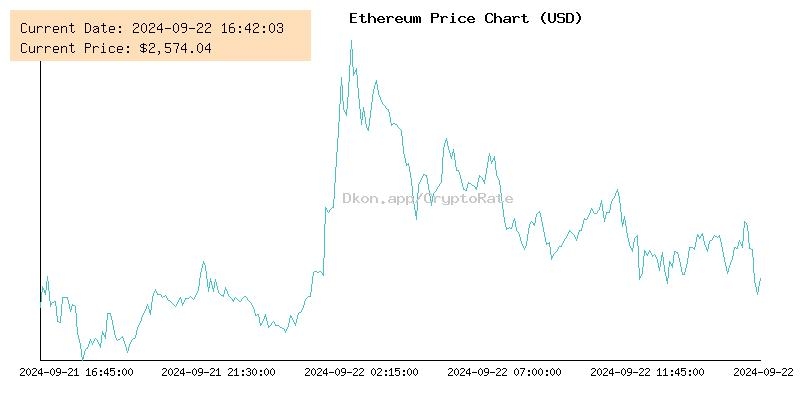 Ethereum Price Chart (USD)
Current Date: 2024-09-22 16:42:03
Current Price: $2,574.04
Dkon.app/CryptoRate
2024-09-21 16:45:00 2024-09-21 21:30:00 2024-09-22 02:15:00 2024-09-22 07:00:00 2024-09-22 11:45:00 2024-09-22